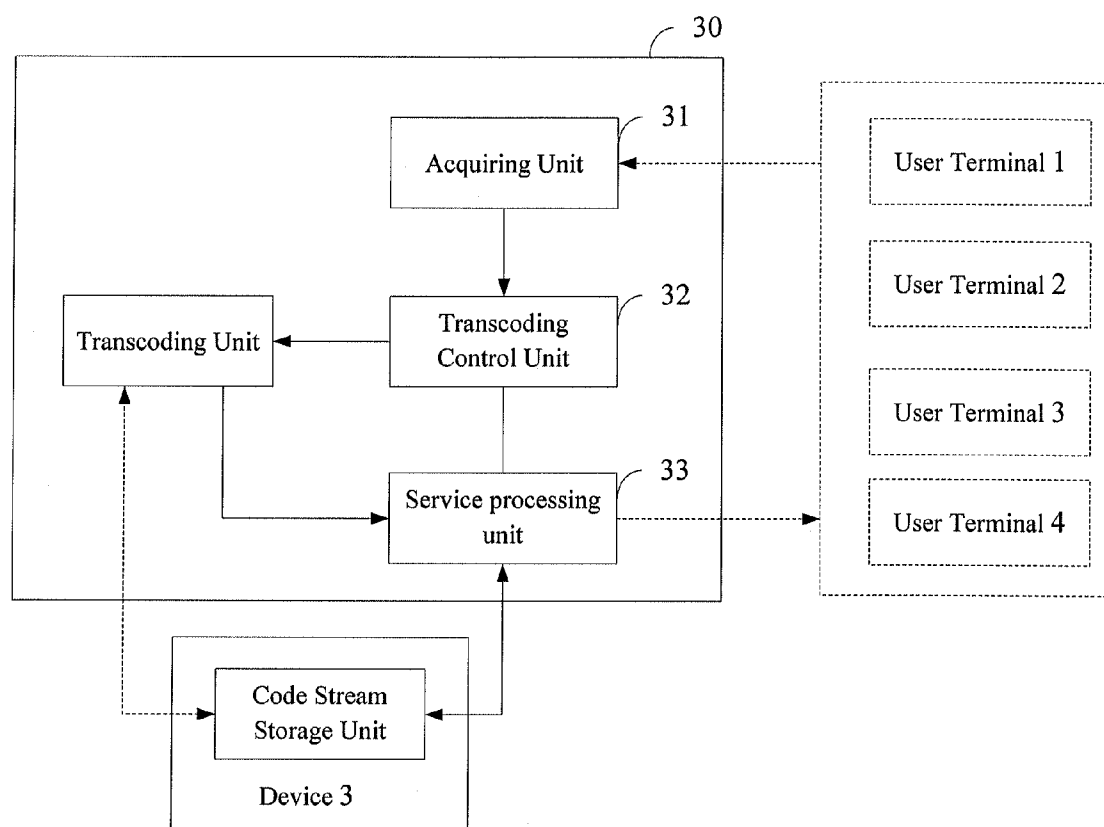 30
31
Acquiring Unit
User Terminal 1
User Terminal 2
32
Transcoding Unit
Transcoding
Control Unit
User Terminal 3
33
Service processing
unit
User Terminal 4
Code Stream
Storage Unit
Device 3